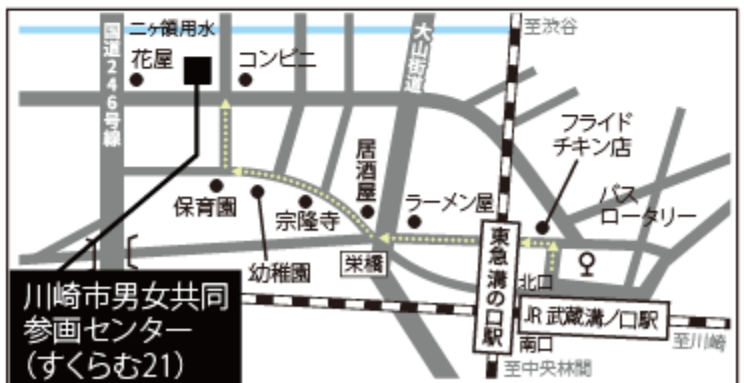 二ヶ領用水
至渋谷
国道246号線
花屋
コンビニ
大山街道
フライド
チキン店
居酒屋
バス
ロータリー
保育園
宗隆寺
ラーメン屋
幼稚園
栄橋
東急 溝の口駅
北口
川崎市男女共同
参画センター
(すくらむ21)
JR 武蔵溝ノ口駅
南口
至川崎
至中央林間